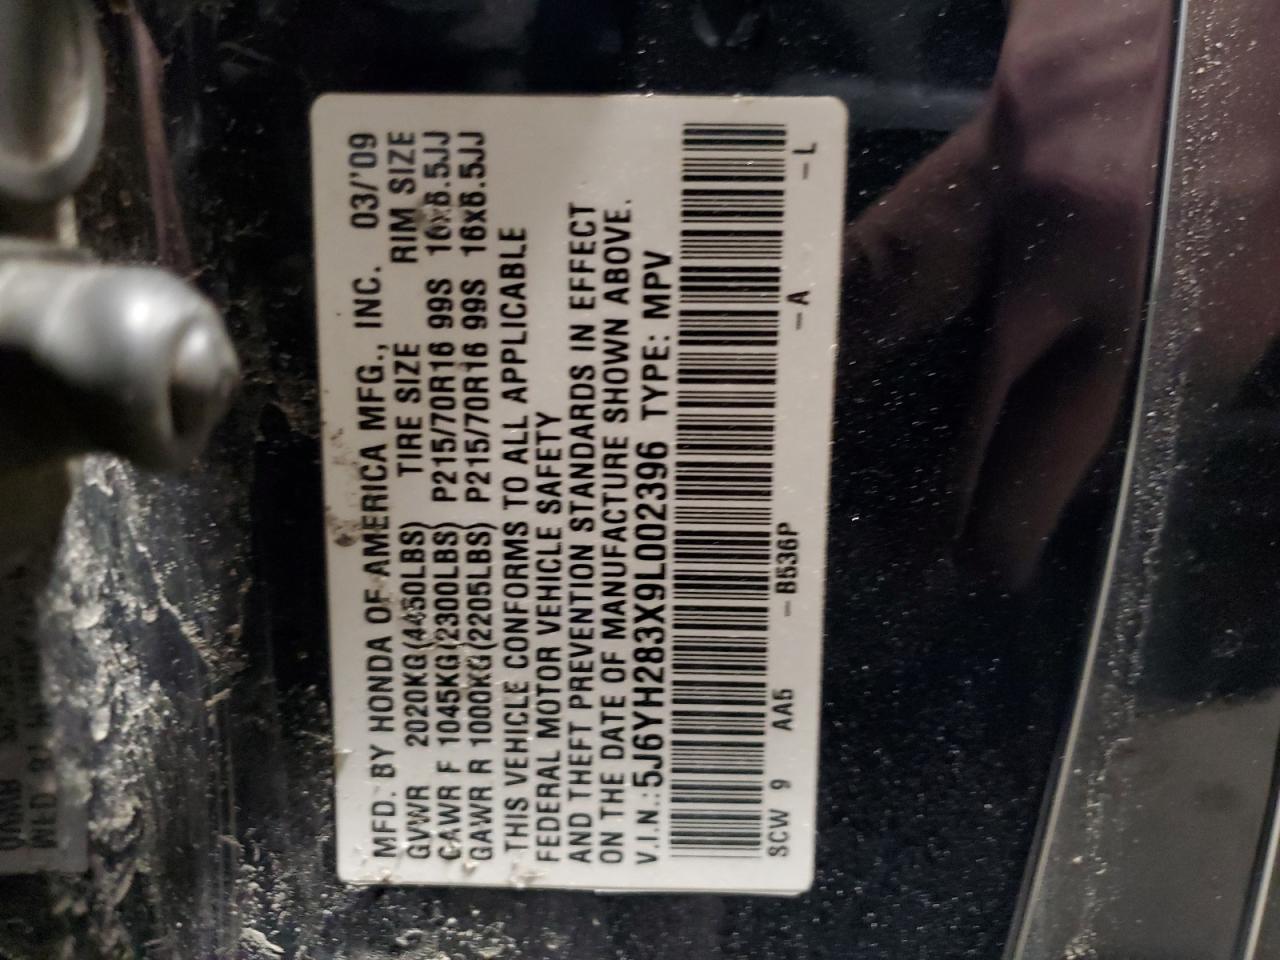 MFD. BY HONDA OF AMERICA MFG., INC. 03/'09
GVWR 2020KG(4450LBS) TIRE SIZE RIM SIZE
GAWR F 1045KG(2300LBS) P215/70R16 99S 16x6.5JJ
GAWR R 1000KG(2205LBS) P215/70R16 99S 16x6.5JJ
THIS VEHICLE CONFORMS TO ALL APPLICABLE
FEDERAL MOTOR VEHICLE SAFETY
AND THEFT PREVENTION STANDARDS IN EFFECT
ON THE DATE OF MANUFACTURE SHOWN ABOVE.
V.I.N.:5J6YH283X9L002396 TYPE: MPV
SCW 9 AA5 –B536P –A –L